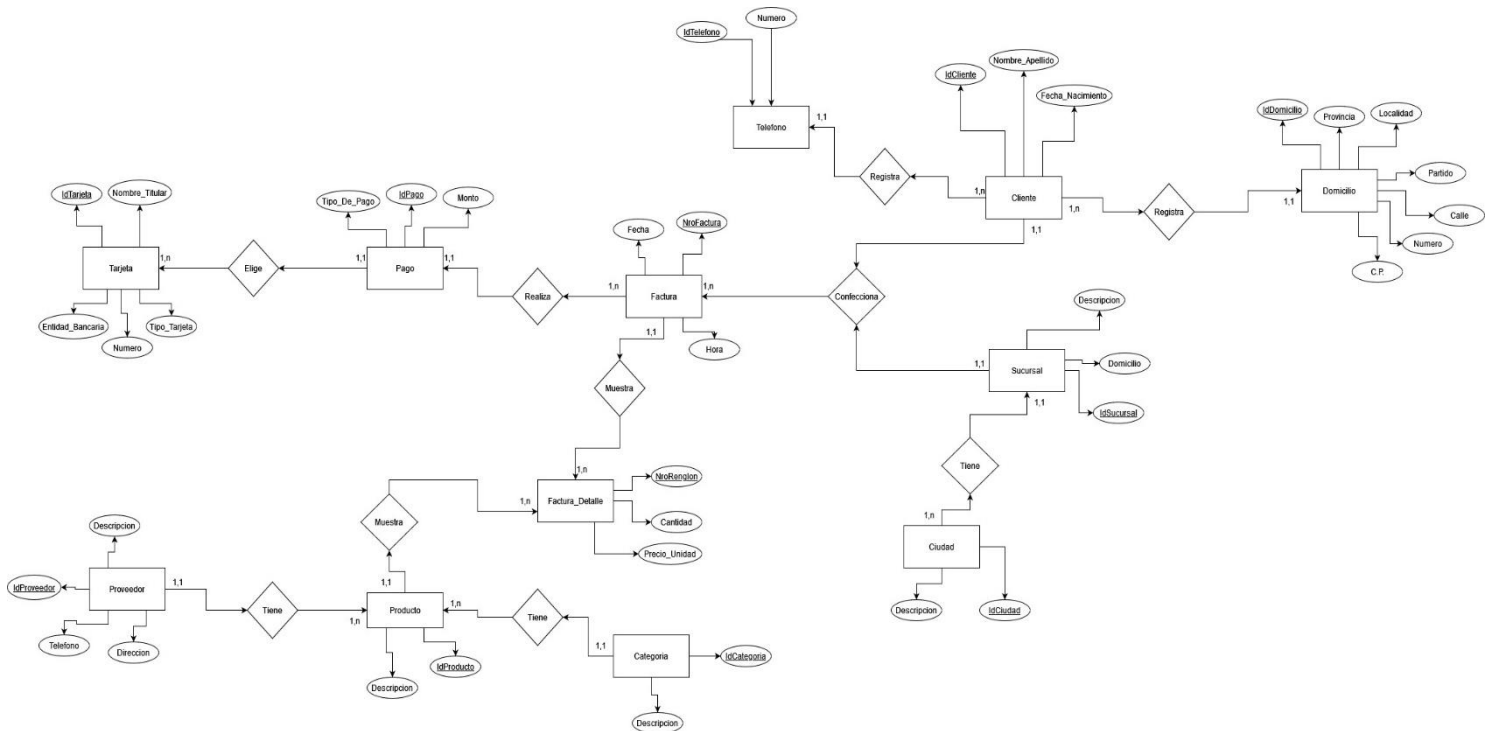 Numero
IdTelefono
Nombre_Apellido
IdCliente
Fecha_Nacimiento
IdDomicilio
Provincia
Localidad
Telefono
1,1
Registra
1,n
Cliente
1,n
1,1
Registra
1,1
Domicilio
Partido
Calle
Numero
C.P.
IdTarjeta
Nombre_Titular
Tipo_De_Pago
IdPago
Monto
Fecha
NroFactura
Tarjeta
1,n
Elige
1,1
Pago
1,1
Realiza
1,n
Factura
1,n
1,1
Confecciona
Entidad_Bancaria
Numero
Tipo_Tarjeta
Hora
Descripcion
Sucursal
1,1
1,1
Domicilio
IdSucursal
Muestra
1,n
Tiene
1,n
Ciudad
Descripcion
IdCiudad
Factura_Detalle
1,n
NroRenglon
Cantidad
Precio_Unidad
Muestra
1,1
Descripcion
IdProveedor
Proveedor
1,1
Telefono
Direccion
Tiene
1,n
Producto
1,n
Descripcion
IdProducto
Tiene
1,1
Categoria
IdCategoria
Descripcion